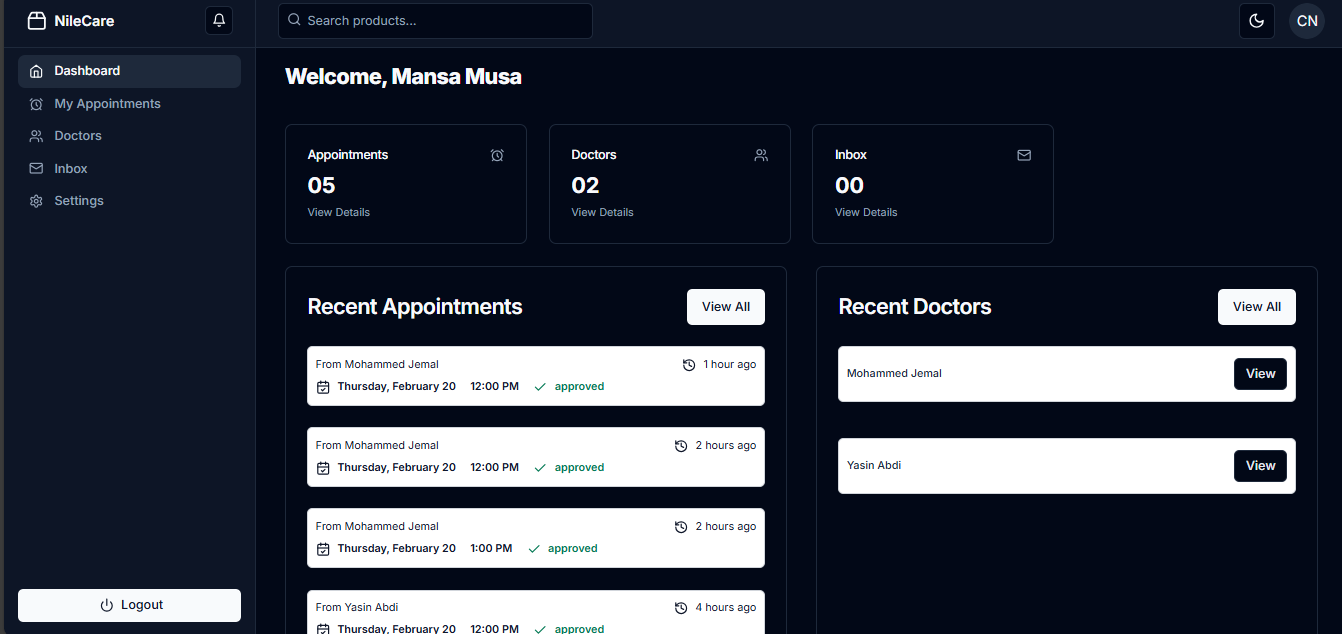 NileCare
Search products...
CN
Dashboard
My Appointments
Doctors
Inbox
Settings
Logout
Welcome, Mansa Musa
Appointments
05
View Details
Doctors
02
View Details
Inbox
00
View Details
Recent Appointments
View All
From Mohammed Jemal 1 hour ago
Thursday, February 20 12:00 PM approved
From Mohammed Jemal 2 hours ago
Thursday, February 20 12:00 PM approved
From Mohammed Jemal 2 hours ago
Thursday, February 20 1:00 PM approved
From Yasin Abdi 4 hours ago
Thursday, February 20 12:00 PM approved
Recent Doctors
View All
Mohammed Jemal View
Yasin Abdi View